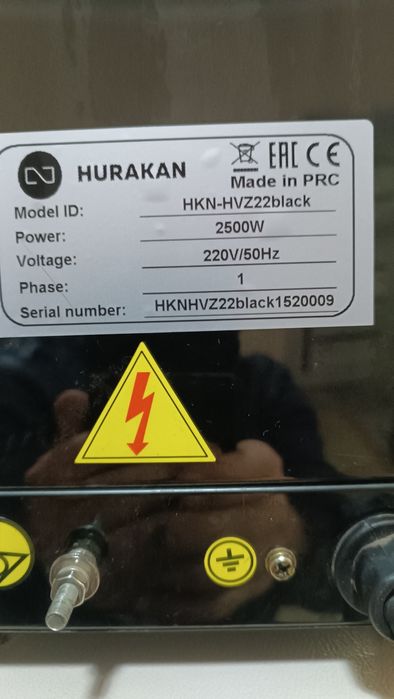 HURAKAN
EAC CE
Made in PRC
Model ID: HKN-HVZ22black
Power: 2500W
Voltage: 220V/50Hz
Phase: 1
Serial number: HKNHVZ22black1520009